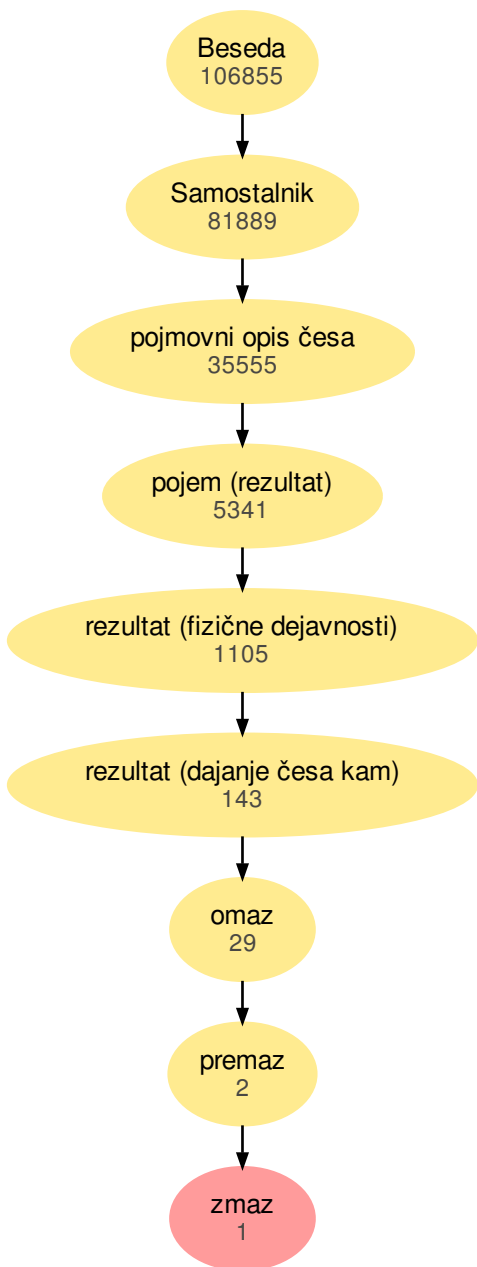 Beseda
106855
Samostalnik
81889
pojmovni opis česa
35555
pojem (rezultat)
5341
rezultat (fizične dejavnosti)
1105
rezultat (dajanje česa kam)
143
omaz
29
premaz
2
zmaz
1